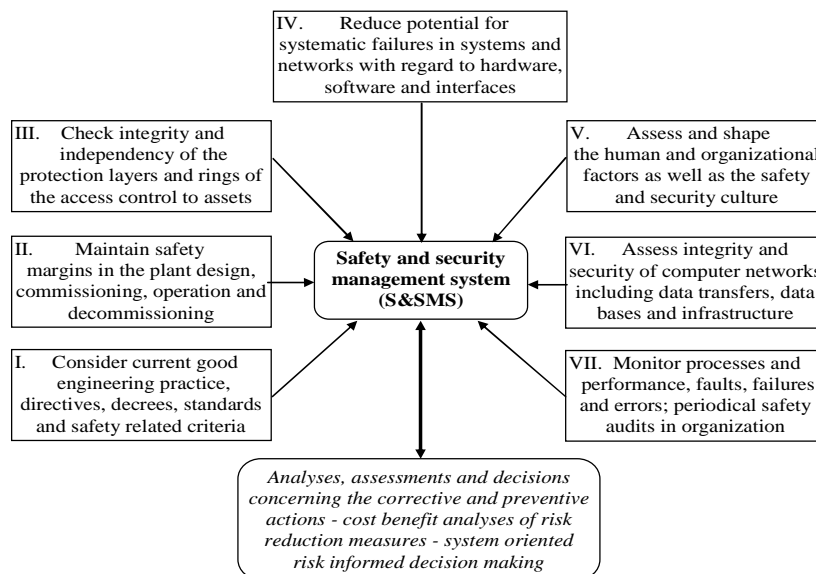 IV. Reduce potential for
systematic failures in systems and
networks with regard to hardware,
software and interfaces
III. Check integrity and
independency of the
protection layers and rings of
the access control to assets
V. Assess and shape
the human and organizational
factors as well as the safety
and security culture
II. Maintain safety
margins in the plant design,
commissioning, operation and
decommissioning
Safety and security
management system
(S&SMS)
VI. Assess integrity and
security of computer networks
including data transfers, data
bases and infrastructure
I. Consider current good
engineering practice,
directives, decrees, standards
and safety related criteria
VII. Monitor processes and
performance, faults, failures
and errors; periodical safety
audits in organization
Analyses, assessments and decisions
concerning the corrective and preventive
actions - cost benefit analyses of risk
reduction measures - system oriented
risk informed decision making